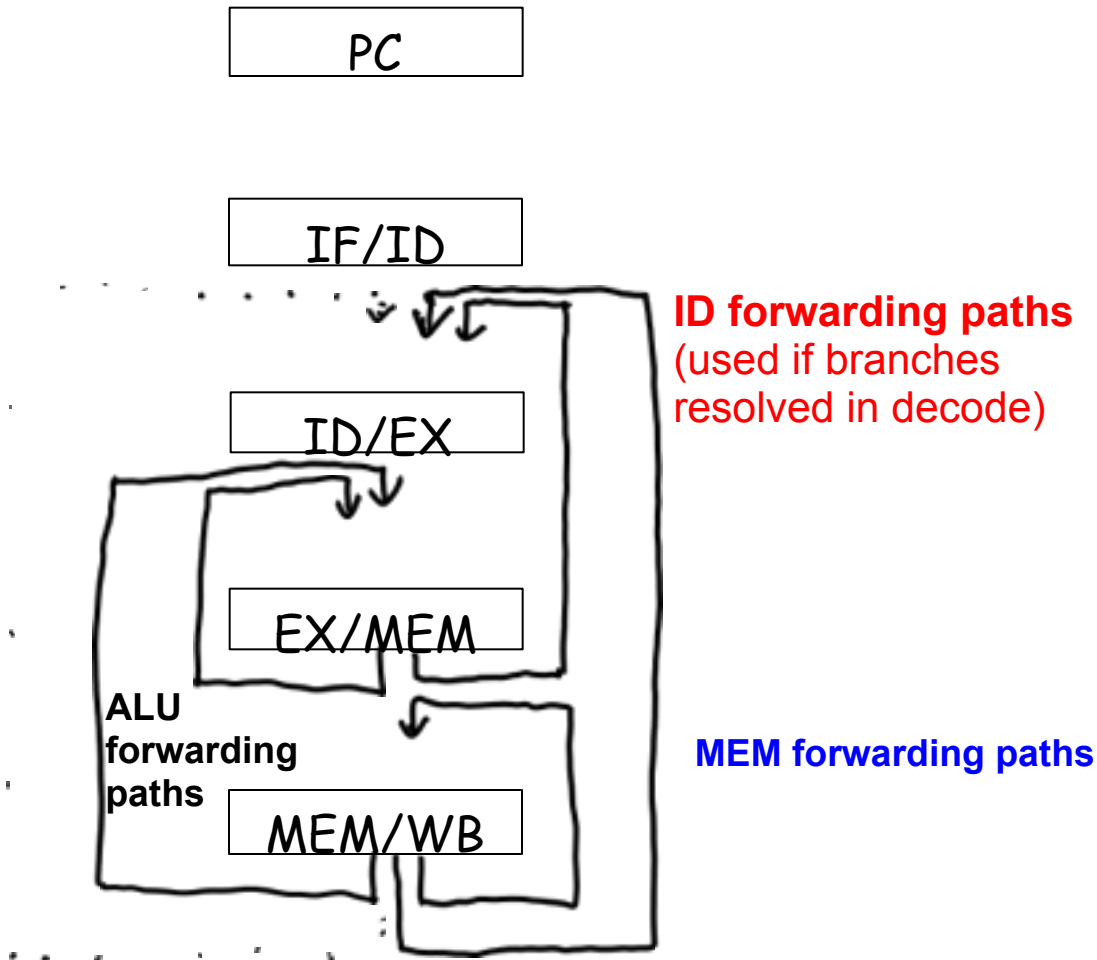 PC
IF/ID
ID forwarding paths
(used if branches
resolved in decode)
ID/EX
EX/MEM
ALU
forwarding
paths
MEM forwarding paths
MEM/WB